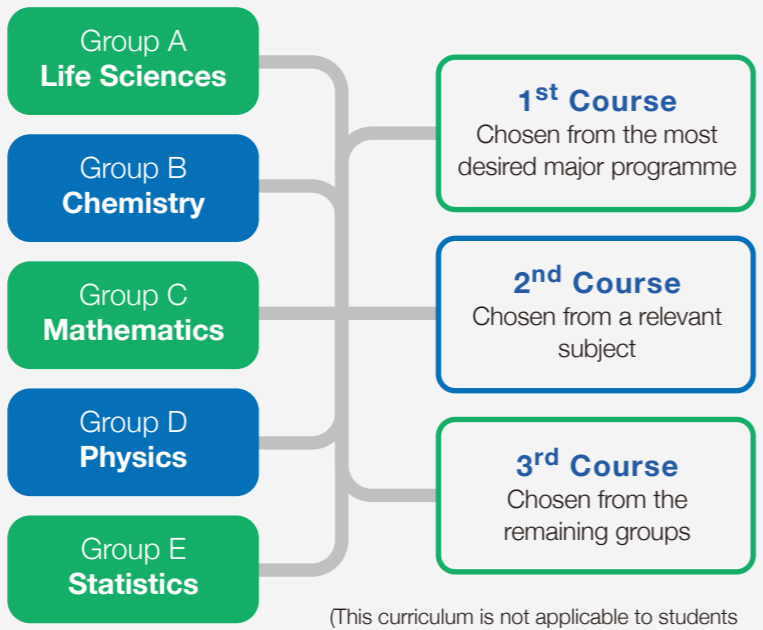 Group A
Life Sciences
Group B
Chemistry
Group C
Mathematics
Group D
Physics
Group E
Statistics
1st Course
Chosen from the most
desired major programme
2nd Course
Chosen from a relevant
subject
3rd Course
Chosen from the
remaining groups
(This curriculum is not applicable to students